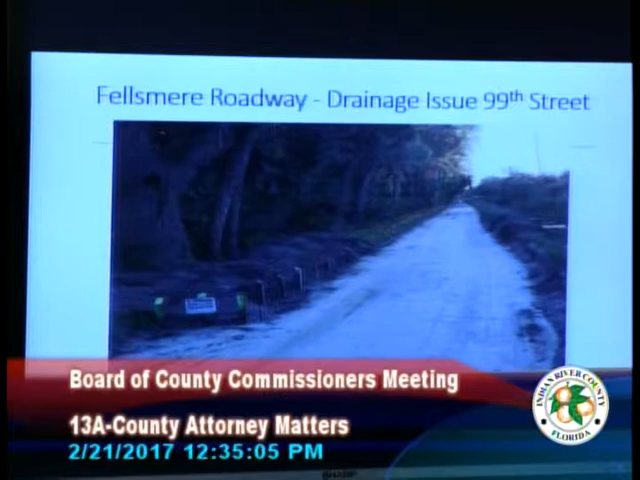 Fellsmere Roadway - Drainage Issue 99th Street
Board of County Commissioners Meeting
13A-County Attorney Matters
2/21/2017 12:35:05 PM
INDIAN RIVER COUNTY
FLORIDA